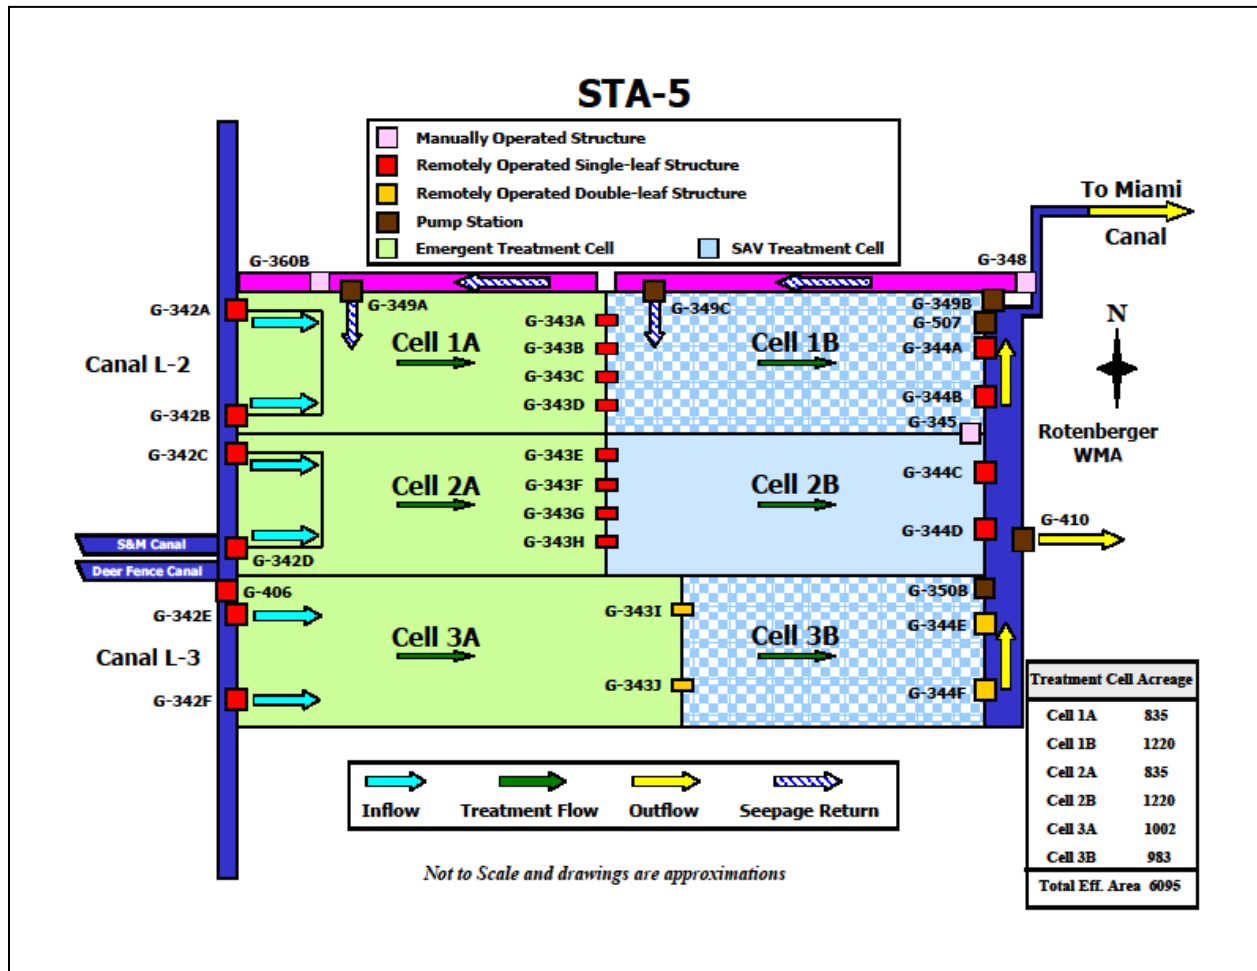 STA-5
Manually Operated Structure
Remotely Operated Single-leaf Structure
Remotely Operated Double-leaf Structure
Pump Station
Emergent Treatment Cell
SAV Treatment Cell
To Miami
Canal
G-360B
G-348
G-349A
G-349C
G-349B
G-342A
G-343A
G-507
N
Cell 1A
Cell 1B
G-343B
G-344A
Canal L-2
G-343C
G-344B
G-343D
G-342B
G-345
Rotenberger
WMA
G-342C
G-343E
G-344C
Cell 2A
G-343F
Cell 2B
G-343G
G-344D
G-410
G-343H
S&M Canal
G-342D
Deer Fence Canal
G-406
G-350B
G-342E
G-343I
G-344E
Cell 3A
Cell 3B
Canal L-3
G-343J
G-344F
G-342F
Treatment Cell Acreage
Cell 1A 835
Cell 1B 1220
Cell 2A 835
Cell 2B 1220
Cell 3A 1002
Cell 3B 983
Total Eff. Area 6095
Inflow
Treatment Flow
Outflow
Seepage Return
Not to Scale and drawings are approximations